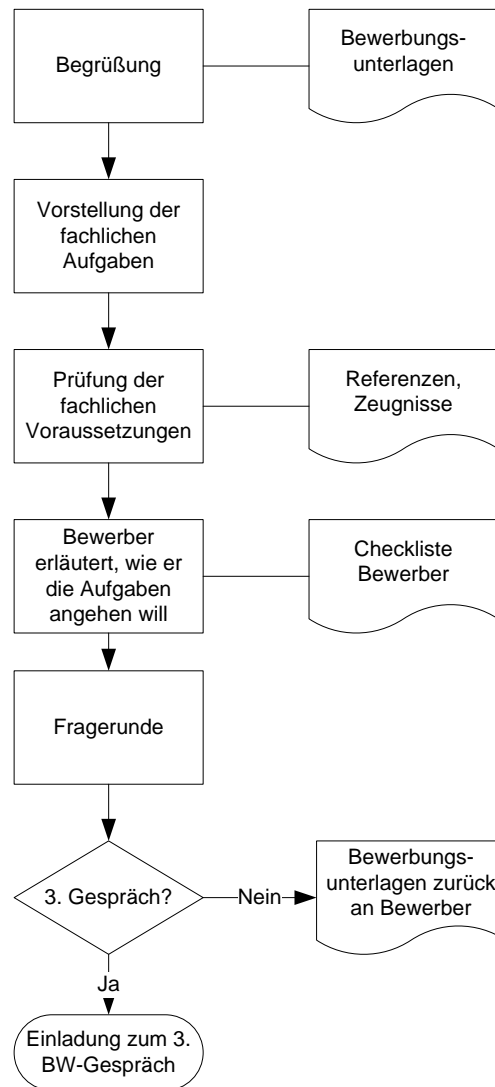 Begrüßung
Bewerbungs-
unterlagen
Vorstellung der
fachlichen
Aufgaben
Prüfung der
fachlichen
Voraussetzungen
Referenzen,
Zeugnisse
Bewerber
erläutert, wie er
die Aufgaben
angehen will
Checkliste
Bewerber
Fragerunde
3. Gespräch?
Nein
Bewerbungs-
unterlagen zurück
an Bewerber
Ja
Einladung zum 3.
BW-Gespräch